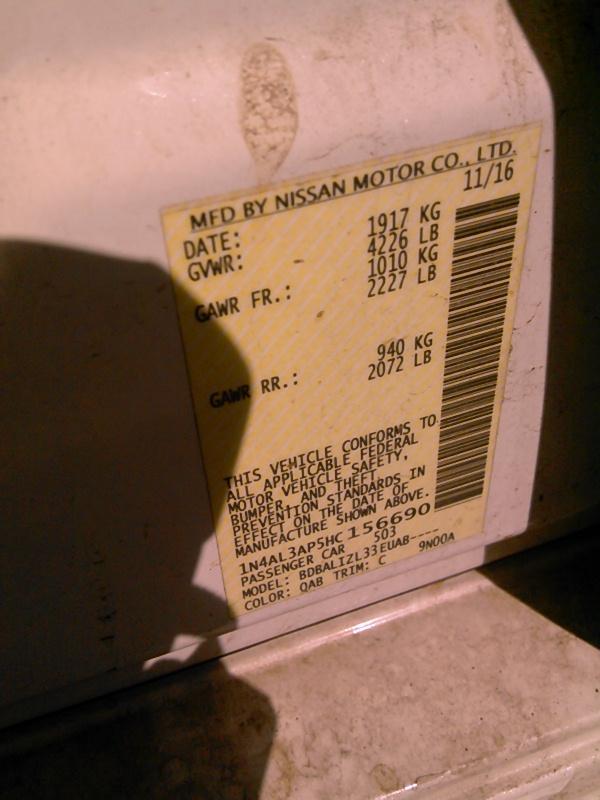 MFD BY NISSAN MOTOR CO., LTD.
DATE: 11/16
GVWR: 1917 KG
4226 LB
GAWR FR.: 1010 KG
2227 LB
GAWR RR.: 940 KG
2072 LB
THIS VEHICLE CONFORMS TO
ALL APPLICABLE FEDERAL
MOTOR VEHICLE SAFETY,
BUMPER, AND THEFT
PREVENTION STANDARDS IN
EFFECT ON THE DATE OF
MANUFACTURE SHOWN ABOVE.
1N4AL3AP5HC156690
PASSENGER CAR 503
MODEL: BDBALIZL33EUAB----
COLOR: QAB TRIM: C 9N00A